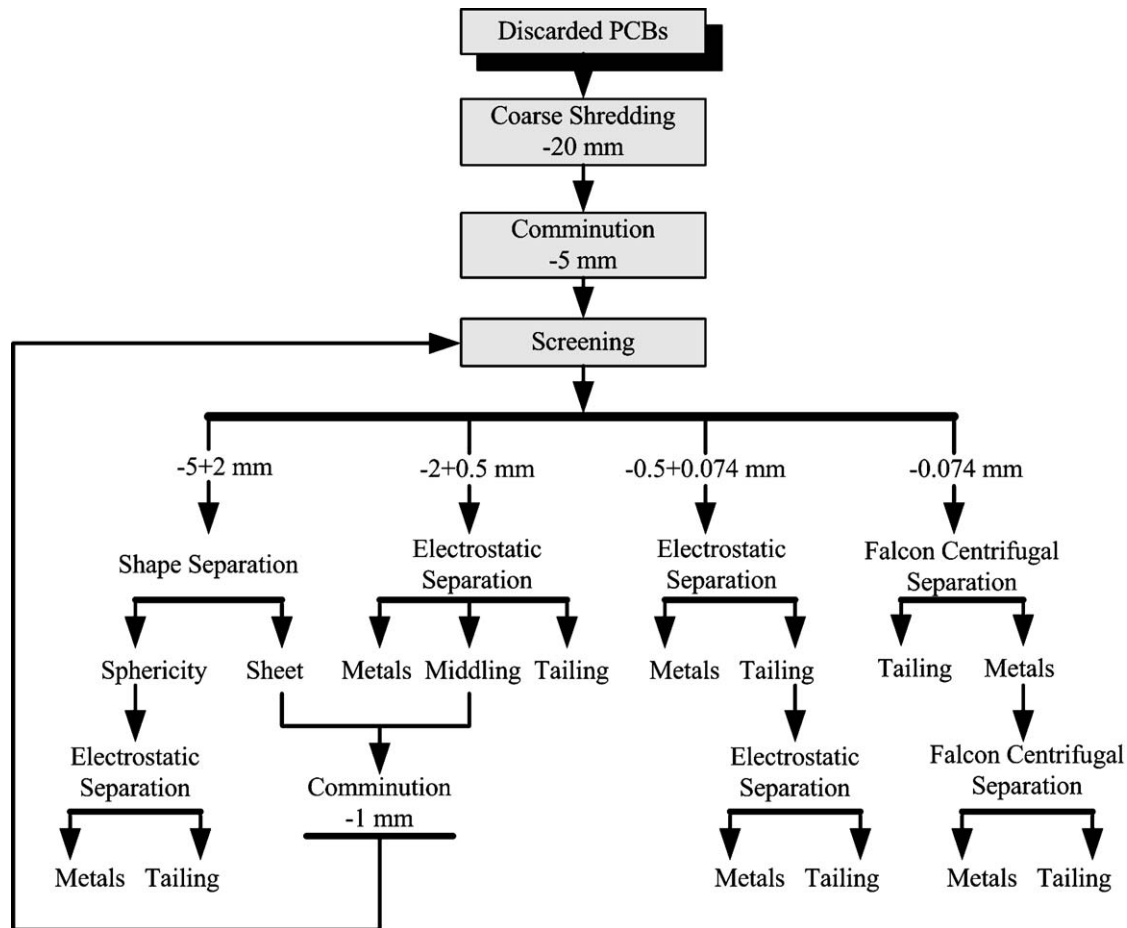 Discarded PCBs
Coarse Shredding
-20 mm
Comminution
-5 mm
Screening
-5+2 mm
-2+0.5 mm
-0.5+0.074 mm
-0.074 mm
Shape Separation
Electrostatic
Separation
Electrostatic
Separation
Falcon Centrifugal
Separation
Sphericity
Sheet
Metals
Middling
Tailing
Metals
Tailing
Tailing
Metals
Electrostatic
Separation
Comminution
-1 mm
Electrostatic
Separation
Falcon Centrifugal
Separation
Metals
Tailing
Metals
Tailing
Metals
Tailing